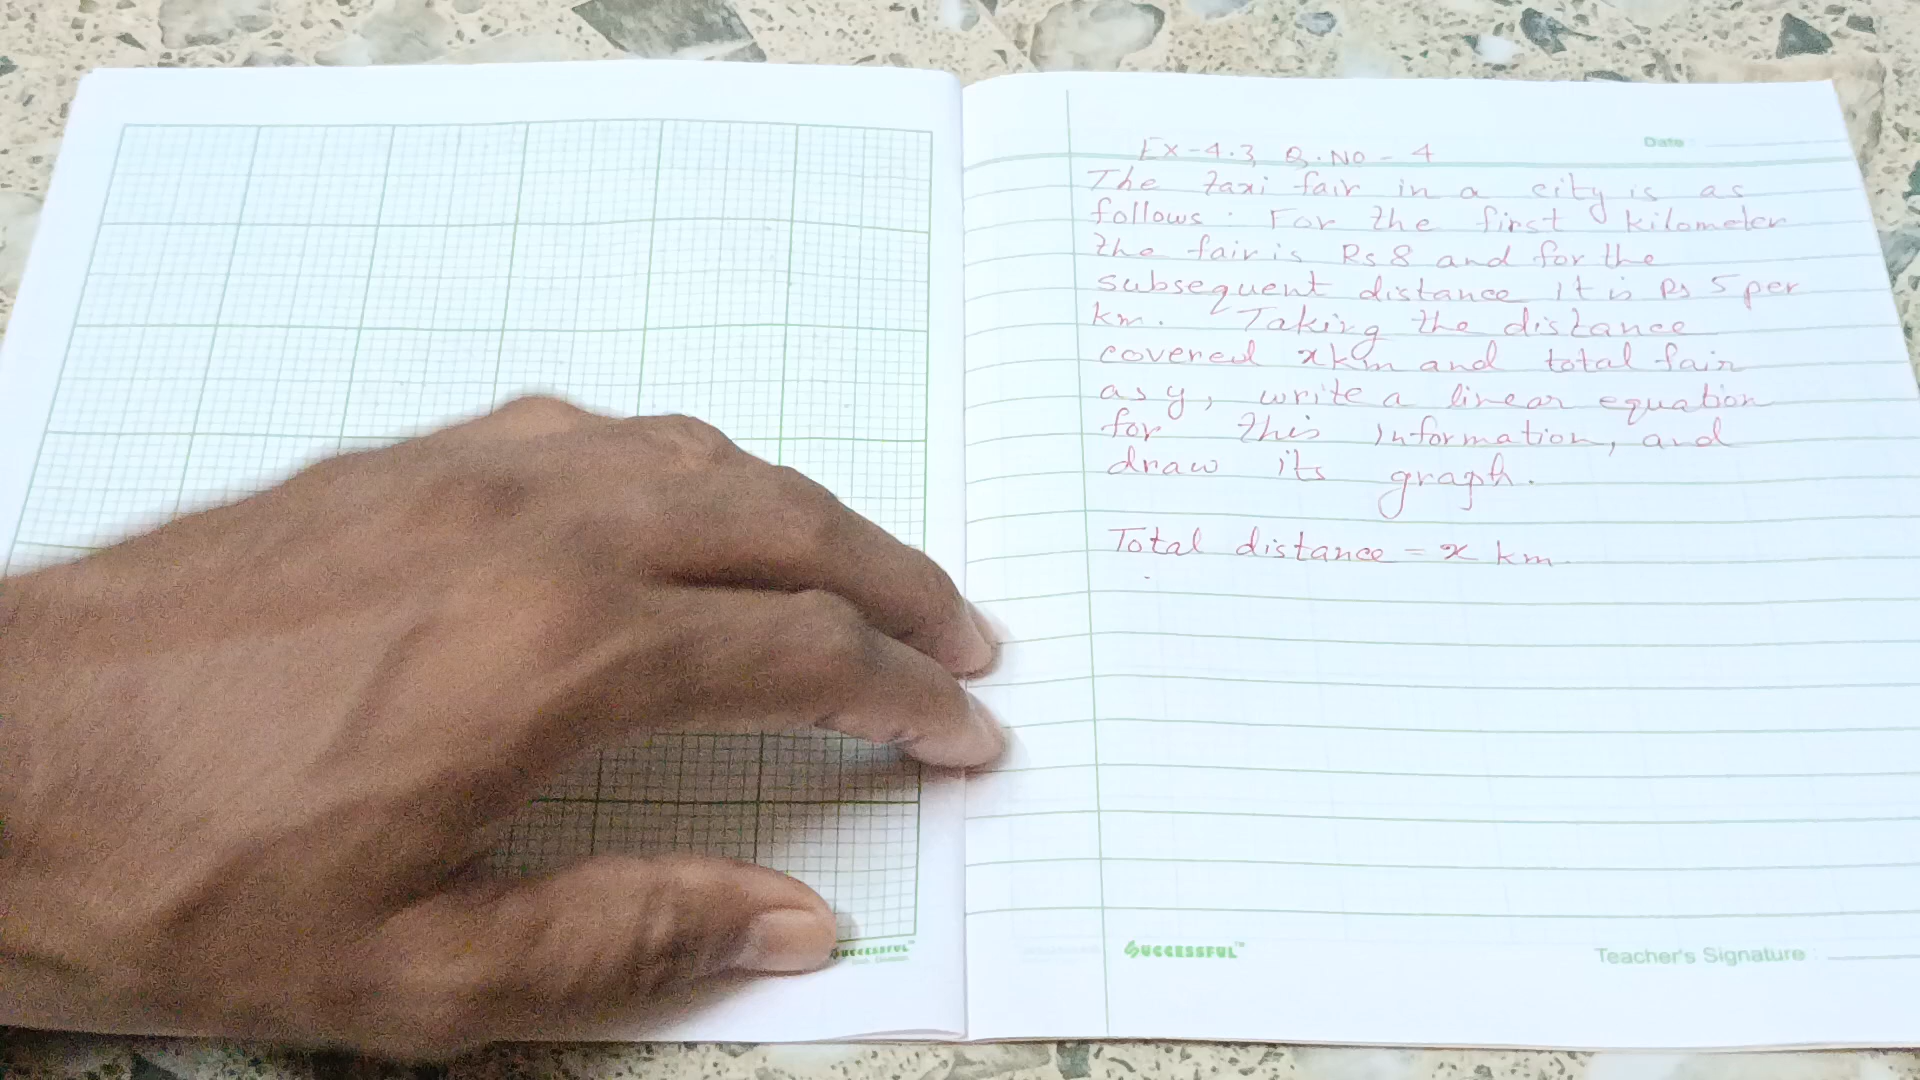 Ex-4.3 Q.No - 4
Date
The taxi fair in a city is as
follows. For the first kilometer
the fair is Rs 8 and for the
subsequent distance it is Rs 5 per
km. Taking the distance
covered x km and total fair
as y, write a linear equation
for this information, and
draw its graph.
Total distance = x km
SUCCESSFUL™
SUCCESSFUL™
Teacher's Signature :